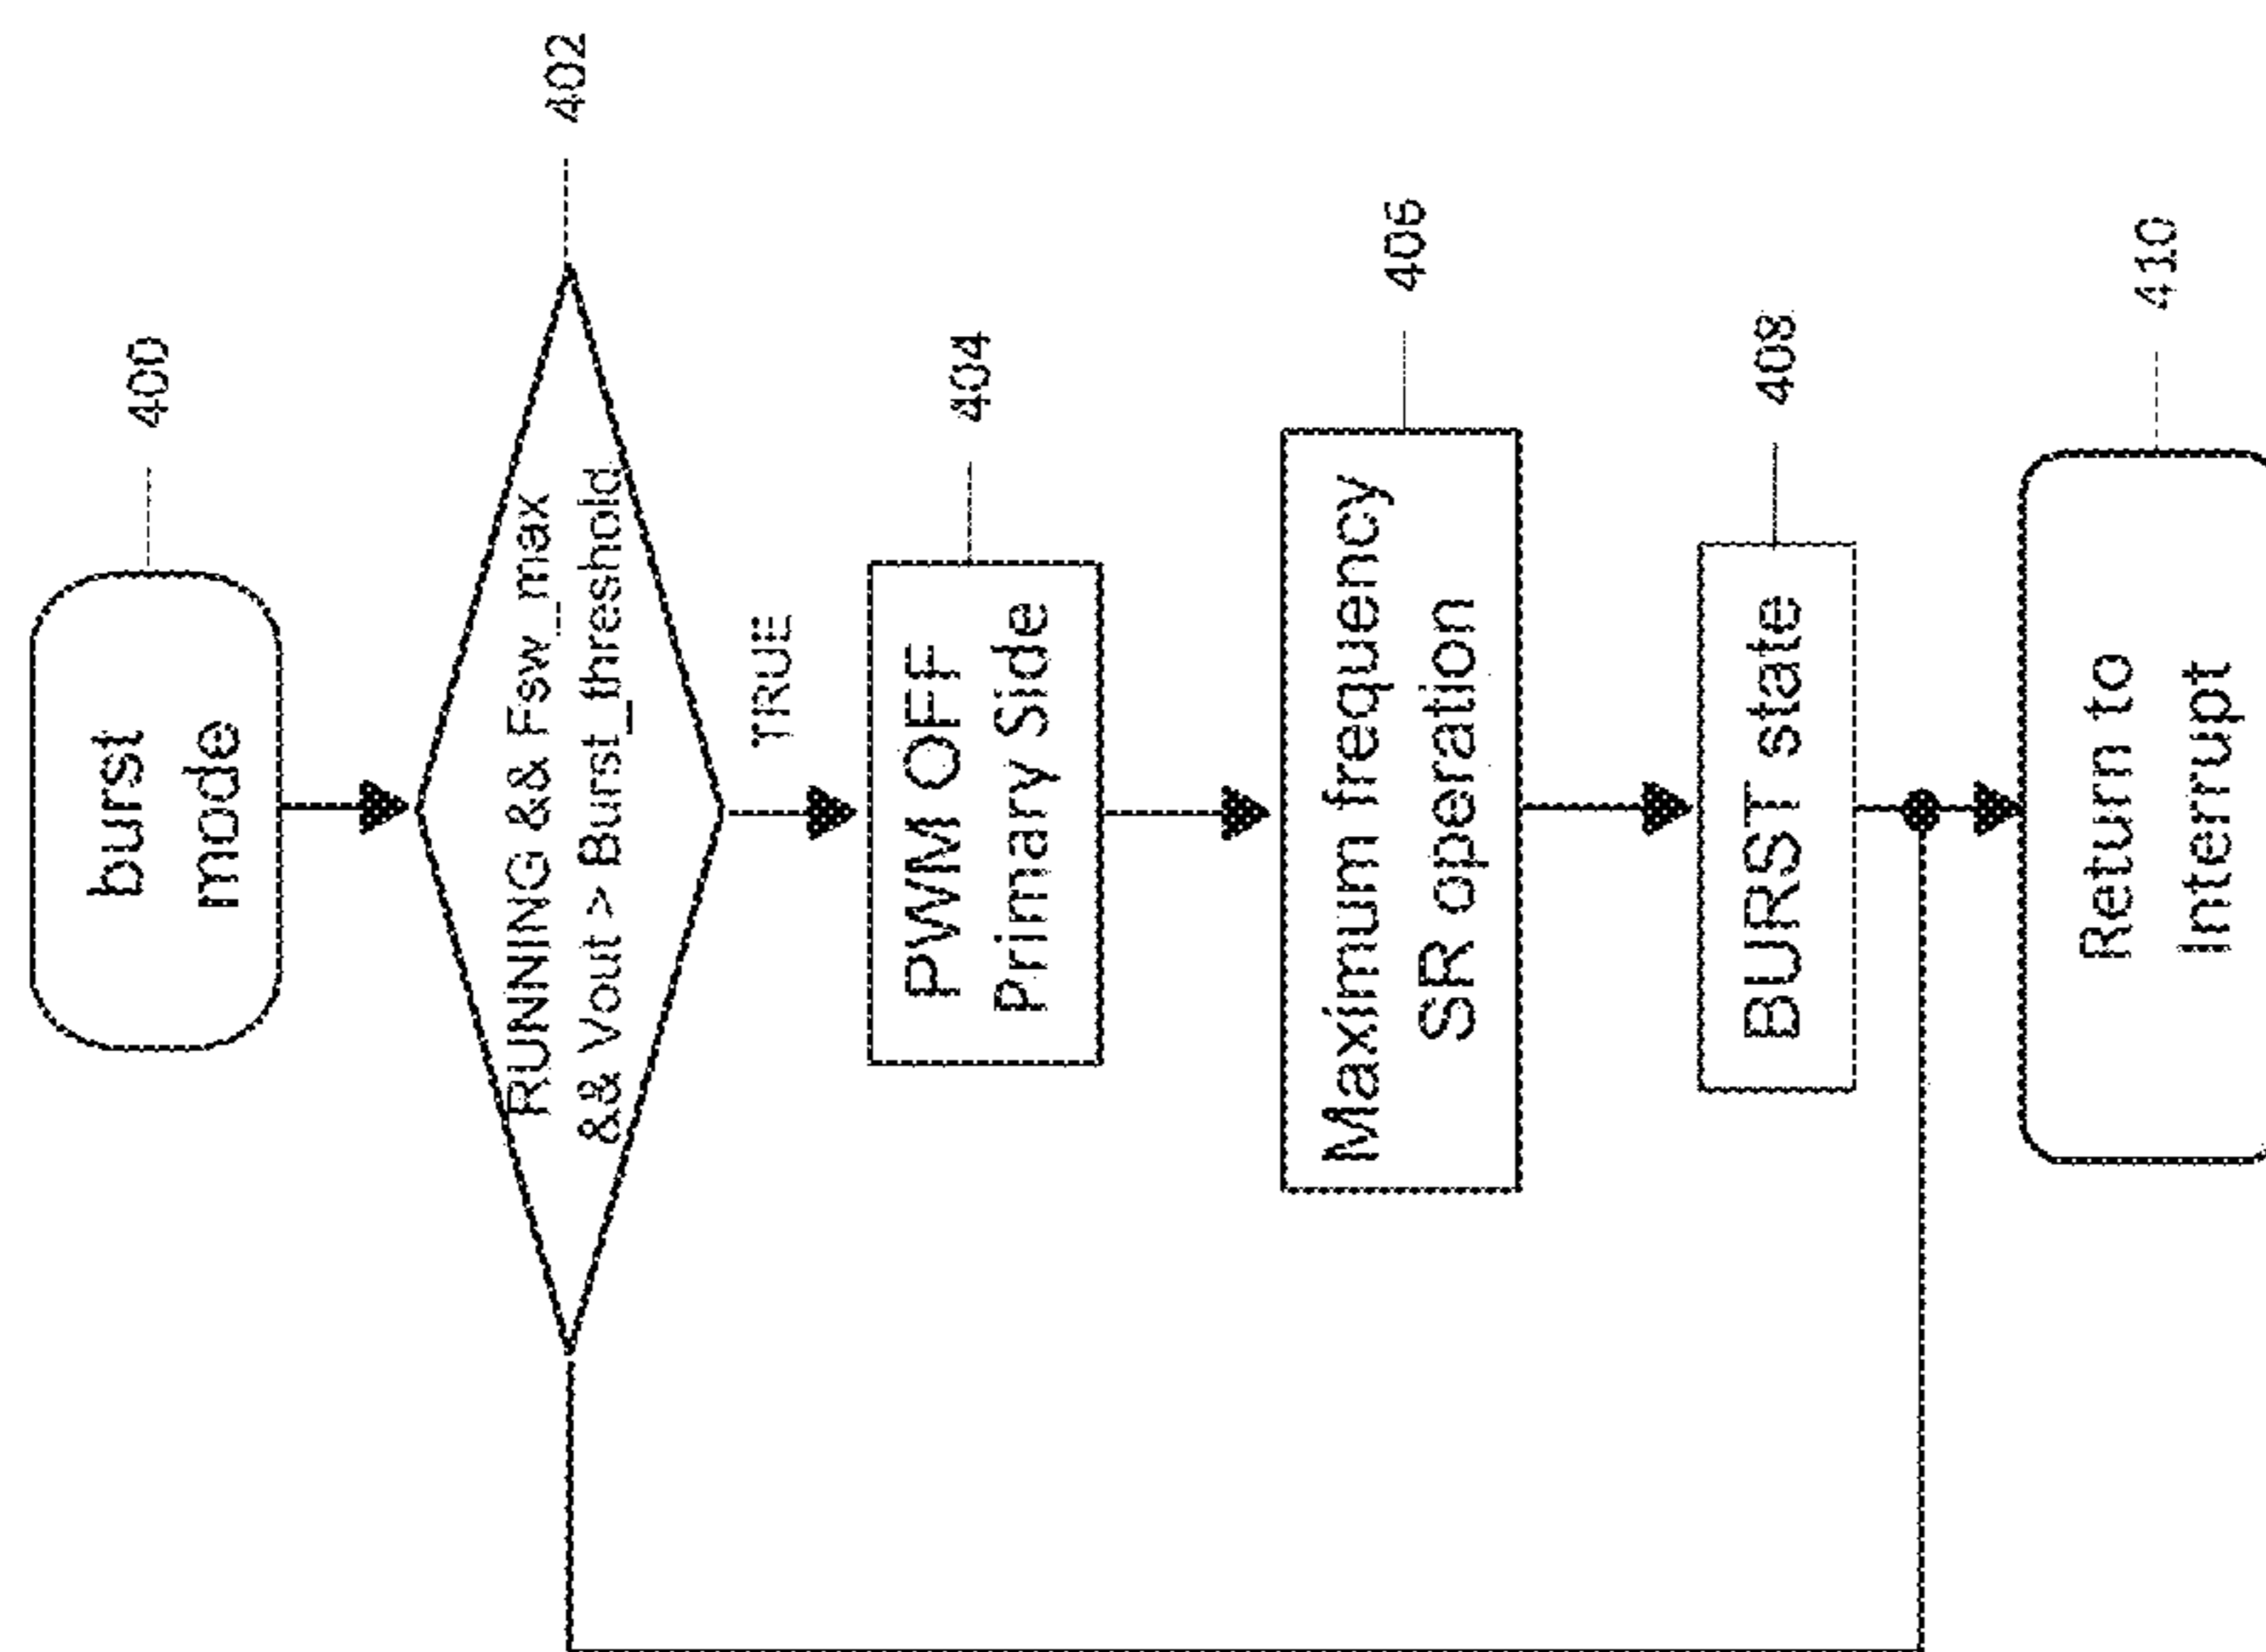 400
burst
mode
402
RUNNING && Fsw_max
&& Vout > Burst_threshold
TRUE
404
PWM OFF
Primary Side
406
Maximum frequency
SR operation
408
BURST state
410
Return to
Interrupt